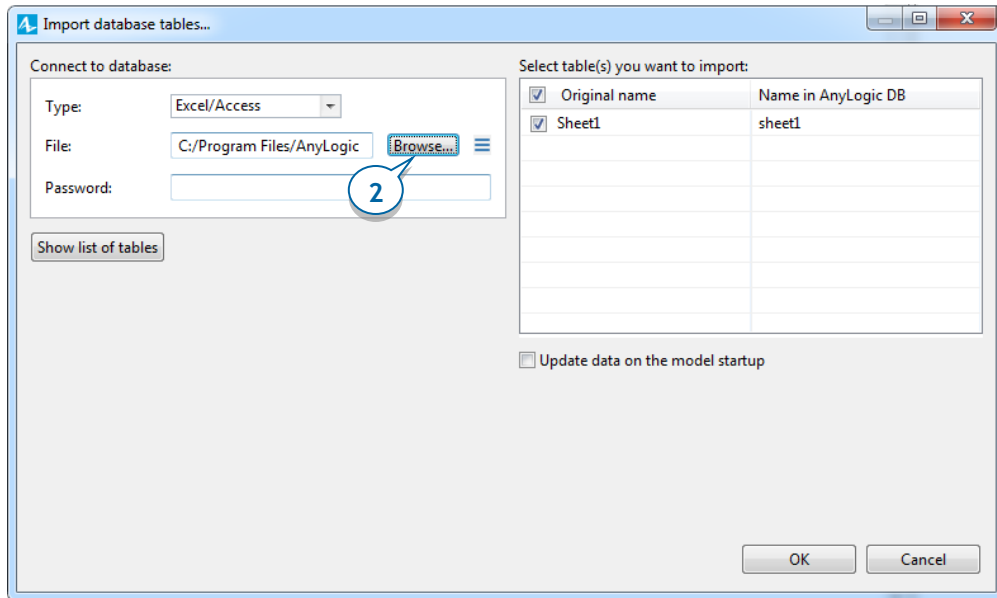 Import database tables...
Connect to database:
Type:
Excel/Access
File:
C:/Program Files/AnyLogic
Browse...
2
Password:
Show list of tables
Select table(s) you want to import:
Original name Name in AnyLogic DB
Sheet1 sheet1
Update data on the model startup
OK Cancel